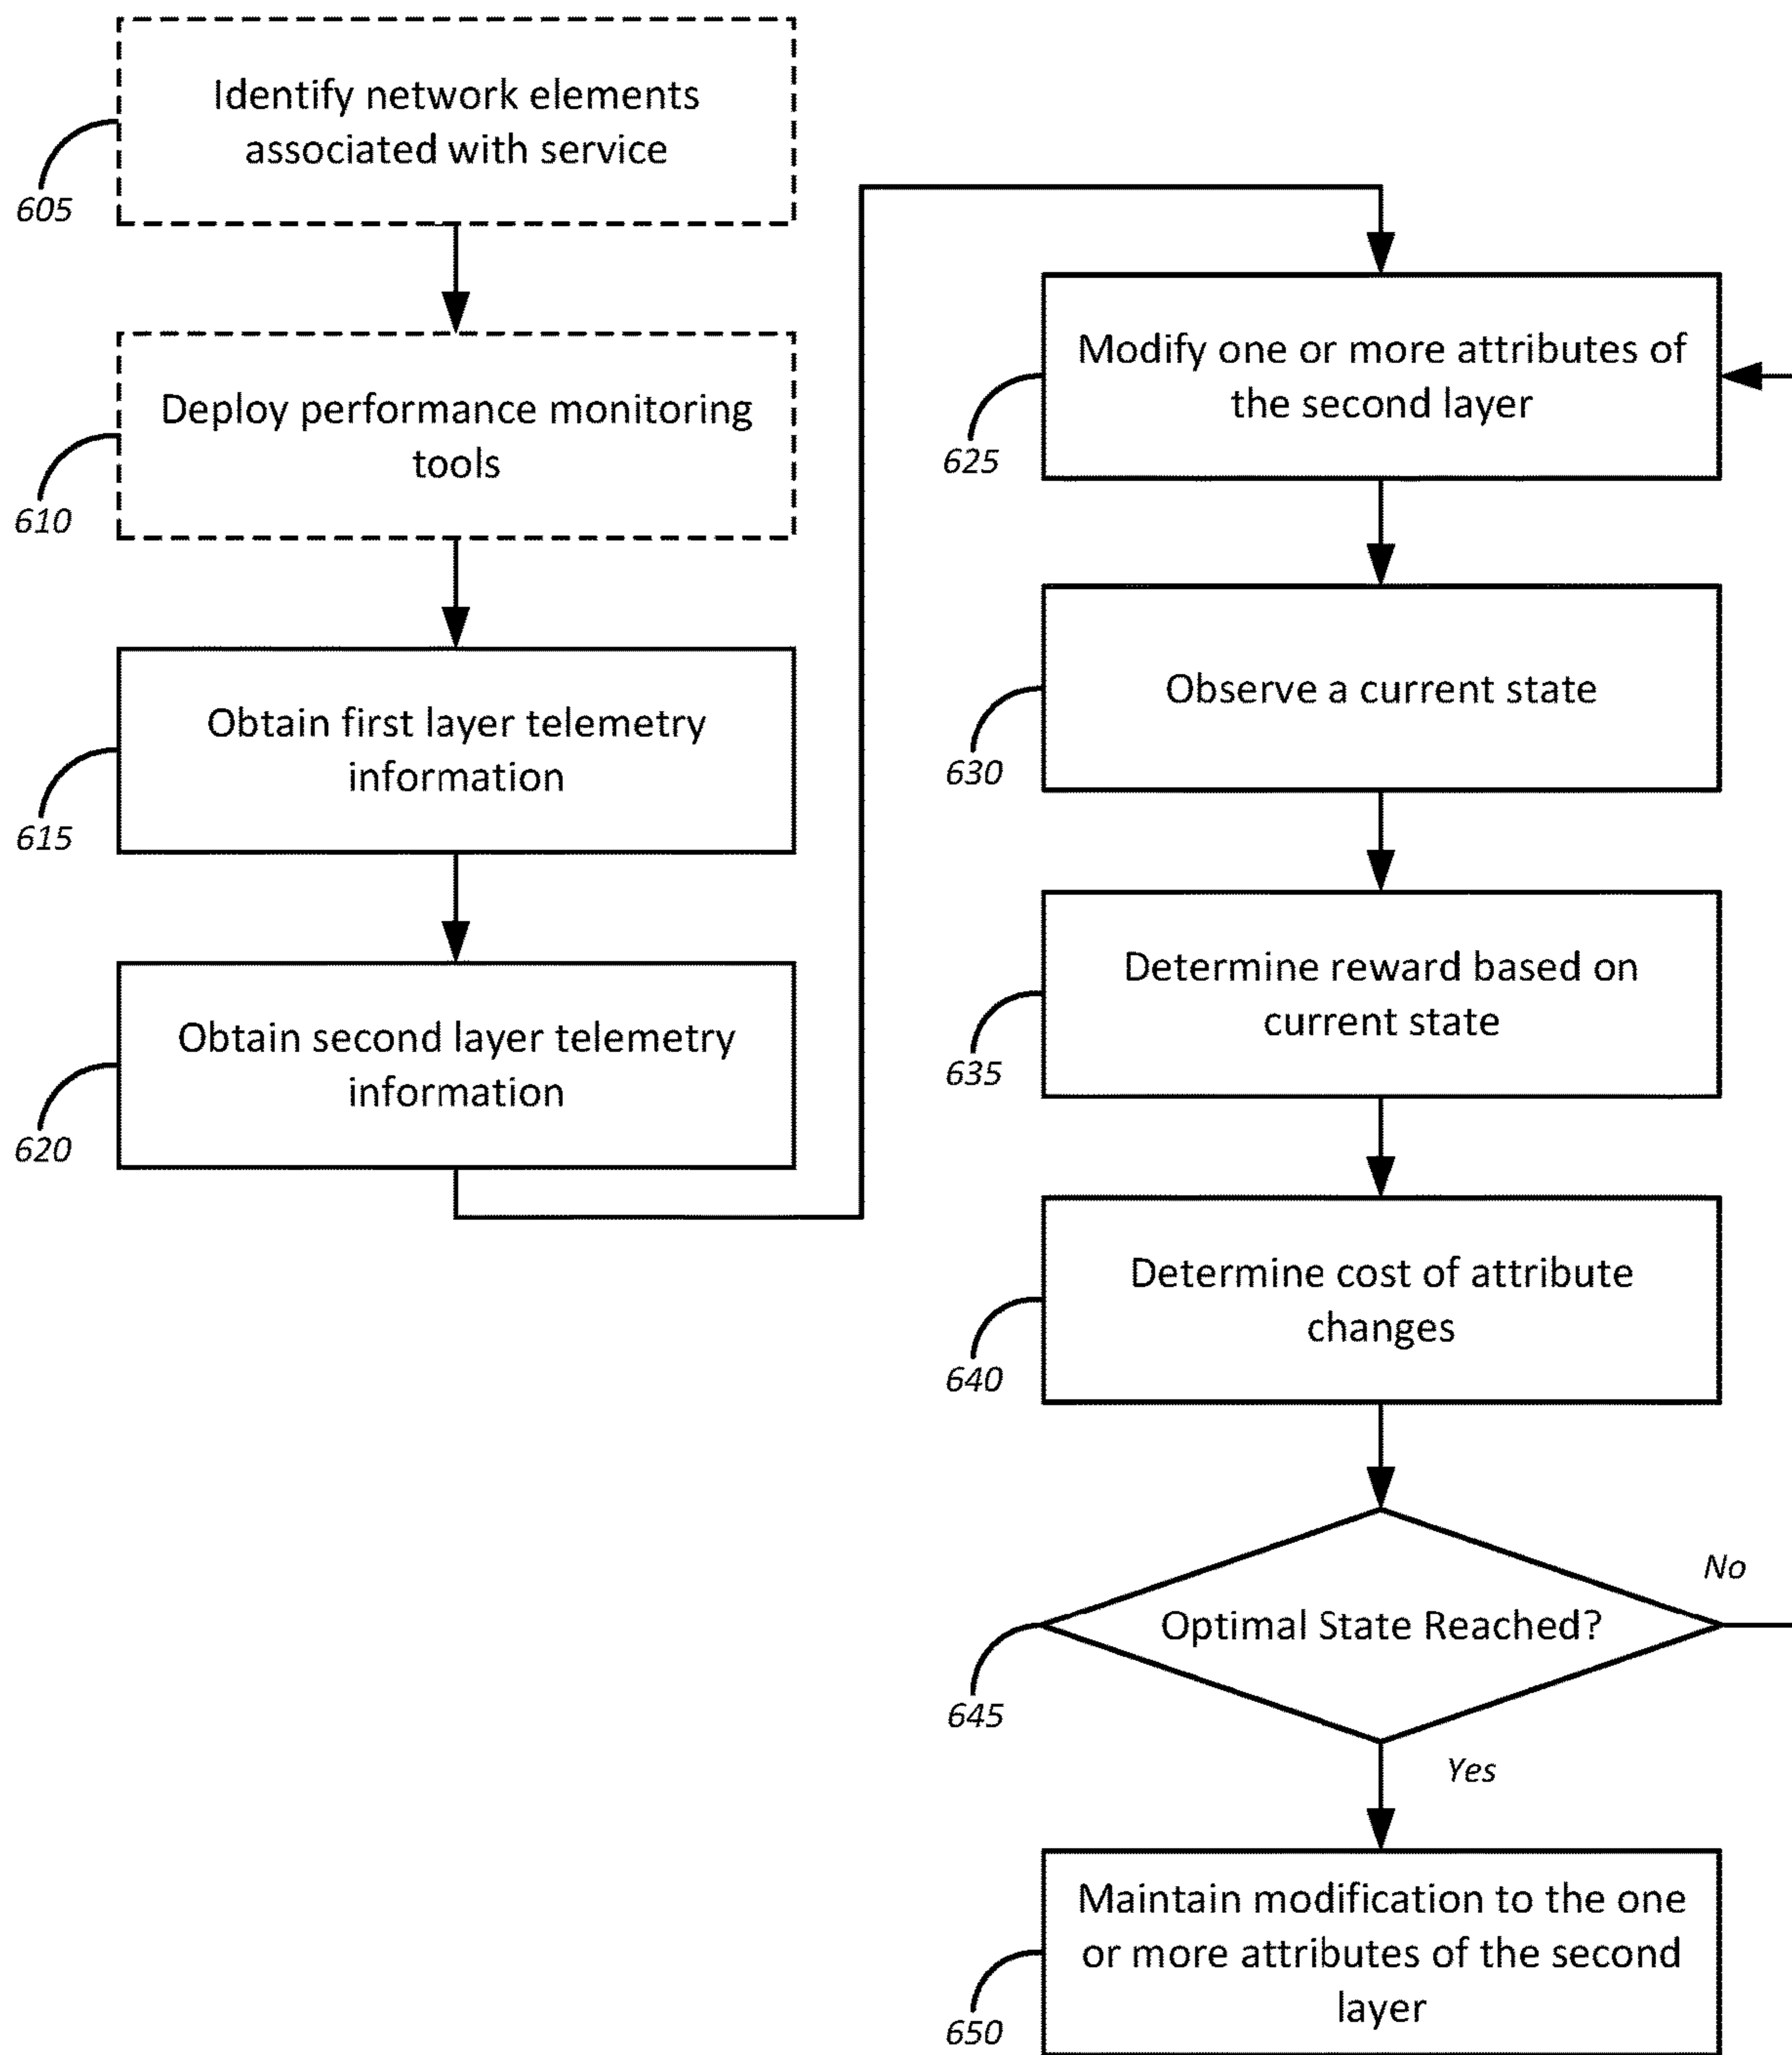 Identify network elements
associated with service
605
Deploy performance monitoring
tools
610
Obtain first layer telemetry
information
615
Obtain second layer telemetry
information
620
Modify one or more attributes of
the second layer
625
Observe a current state
630
Determine reward based on
current state
635
Determine cost of attribute
changes
640
No
Optimal State Reached?
645
Yes
Maintain modification to the one
or more attributes of the second
layer
650